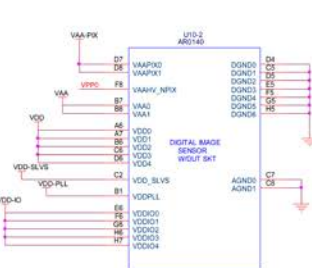 U10-2
AR0140
VAA-PIX
D7 VAAPIX0
D8 VAAPIX1
VPP0 F8 VAAHV_NPIX
VAA
B7 VAA0
B8 VAA1
VDD
A6 VDD0
A7 VDD1
B6 VDD2
C6 VDD3
D6 VDD4
VDD-SLVS
C2 VDD_SLVS
VDD-PLL
B1 VDDPLL
VDD-IO
E6 VDDIO0
F6 VDDIO1
G6 VDDIO2
H6 VDDIO3
H7 VDDIO4
DIGITAL IMAGE
SENSOR
W/OUT SKT
DGND0 D4
DGND1 C5
DGND2 D5
DGND3 E5
DGND4 F5
DGND5 G5
DGND6 H5
AGND0 C7
AGND1 C8